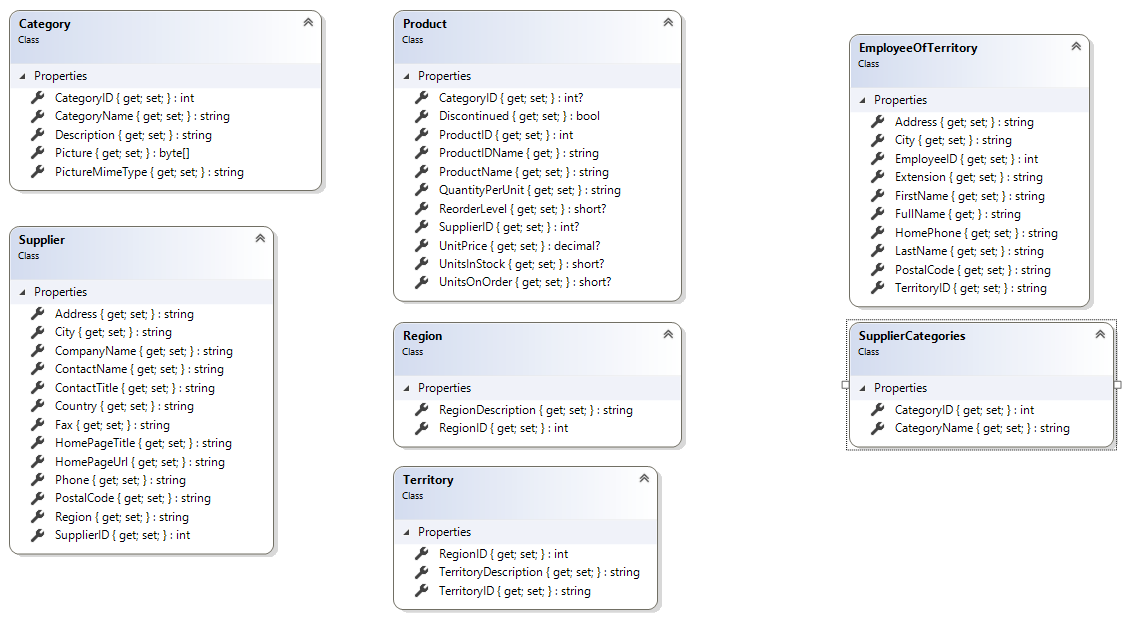 Category
Class
Properties
CategoryID { get; set; } : int
CategoryName { get; set; } : string
Description { get; set; } : string
Picture { get; set; } : byte[]
PictureMimeType { get; set; } : string
Supplier
Class
Properties
Address { get; set; } : string
City { get; set; } : string
CompanyName { get; set; } : string
ContactName { get; set; } : string
ContactTitle { get; set; } : string
Country { get; set; } : string
Fax { get; set; } : string
HomePageTitle { get; set; } : string
HomePageUrl { get; set; } : string
Phone { get; set; } : string
PostalCode { get; set; } : string
Region { get; set; } : string
SupplierID { get; set; } : int
Product
Class
Properties
CategoryID { get; set; } : int?
Discontinued { get; set; } : bool
ProductID { get; set; } : int
ProductIDName { get; } : string
ProductName { get; set; } : string
QuantityPerUnit { get; set; } : string
ReorderLevel { get; set; } : short?
SupplierID { get; set; } : int?
UnitPrice { get; set; } : decimal?
UnitsInStock { get; set; } : short?
UnitsOnOrder { get; set; } : short?
Region
Class
Properties
RegionDescription { get; set; } : string
RegionID { get; set; } : int
Territory
Class
Properties
RegionID { get; set; } : int
TerritoryDescription { get; set; } : string
TerritoryID { get; set; } : string
EmployeeOfTerritory
Class
Properties
Address { get; set; } : string
City { get; set; } : string
EmployeeID { get; set; } : int
Extension { get; set; } : string
FirstName { get; set; } : string
FullName { get; } : string
HomePhone { get; set; } : string
LastName { get; set; } : string
PostalCode { get; set; } : string
TerritoryID { get; set; } : string
SupplierCategories
Class
Properties
CategoryID { get; set; } : int
CategoryName { get; set; } : string